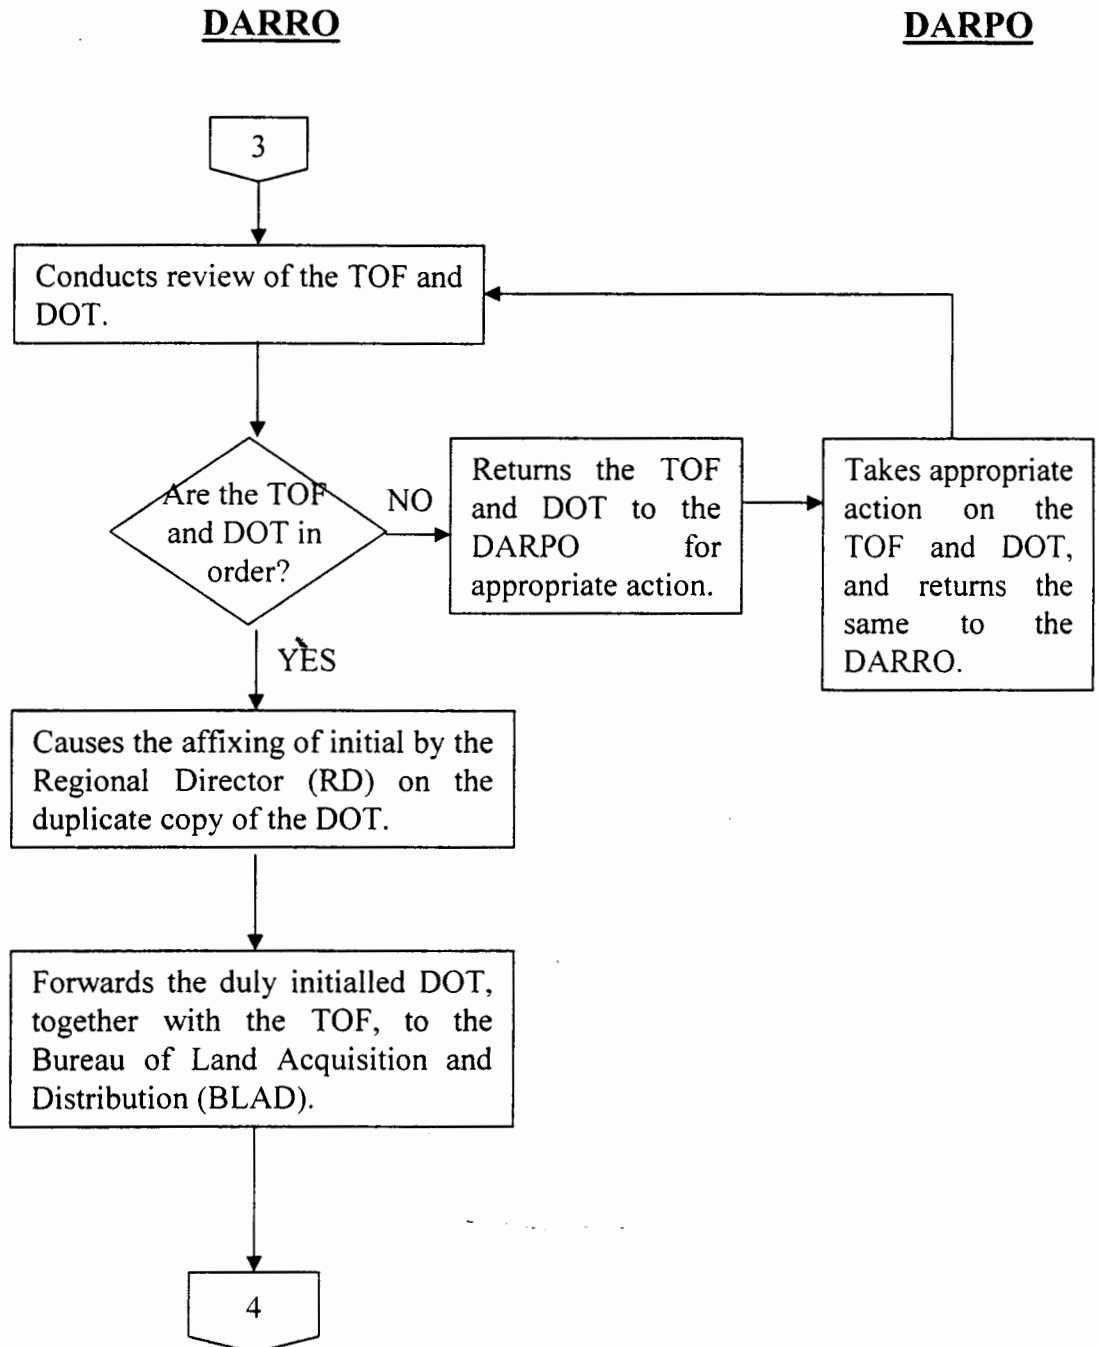 DARRO
DARPO
3
Conducts review of the TOF and
DOT.
Are the TOF
and DOT in
order?
NO
Returns the TOF
and DOT to the
DARPO for
appropriate action.
Takes appropriate
action on the
TOF and DOT,
and returns the
same to the
DARRO.
YES
Causes the affixing of initial by the
Regional Director (RD) on the
duplicate copy of the DOT.
Forwards the duly initialled DOT,
together with the TOF, to the
Bureau of Land Acquisition and
Distribution (BLAD).
4